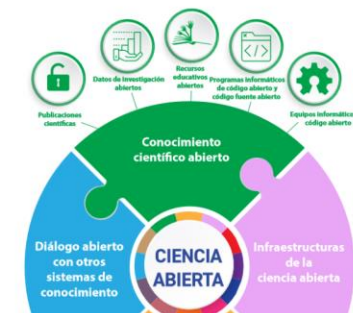 Publicaciones
científicas
Datos de Investigación
abiertos
Recursos
educativos
abiertos
Programas informáticos
de código abierto y
código fuente abierto
Equipos informátic
código abierto
Conocimiento
científico abierto
Diálogo abierto
con otros
sistemas de
conocimiento
CIENCIA
ABIERTA
Infraestructuras
de la
ciencia abierta